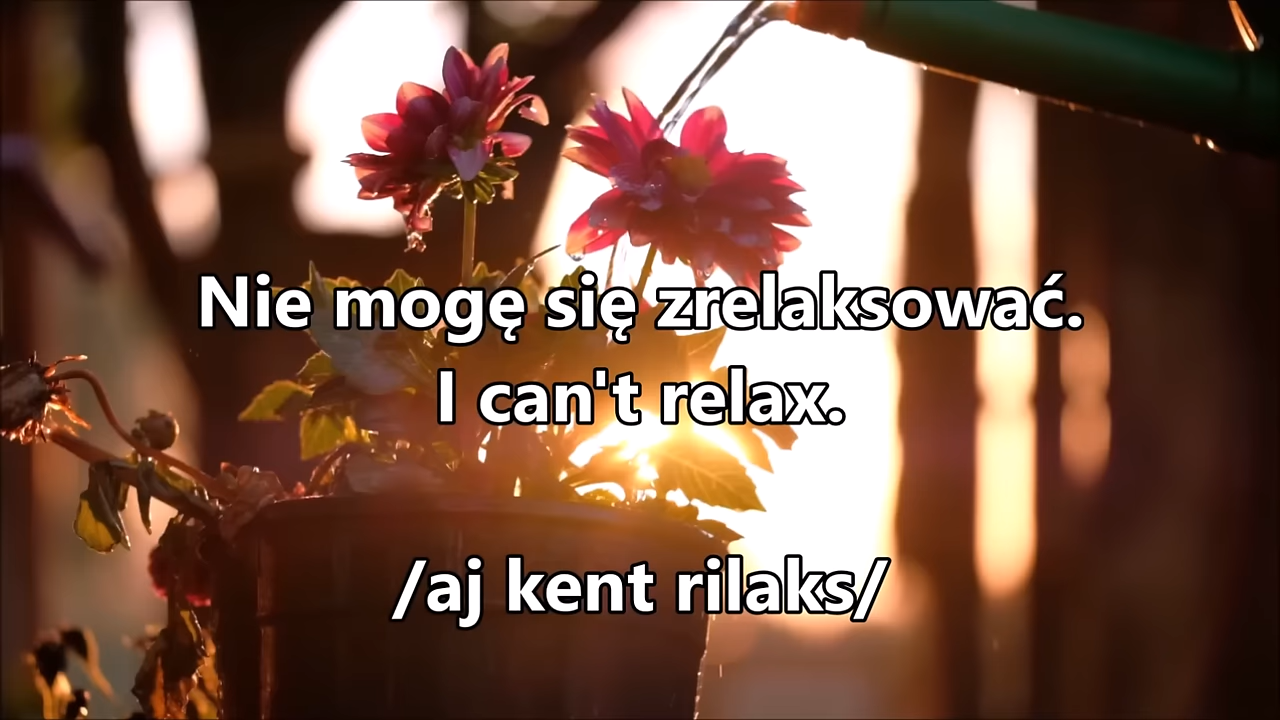 Nie mogę się zrelaksować.
I can't relax.
/aj kent rilaks/